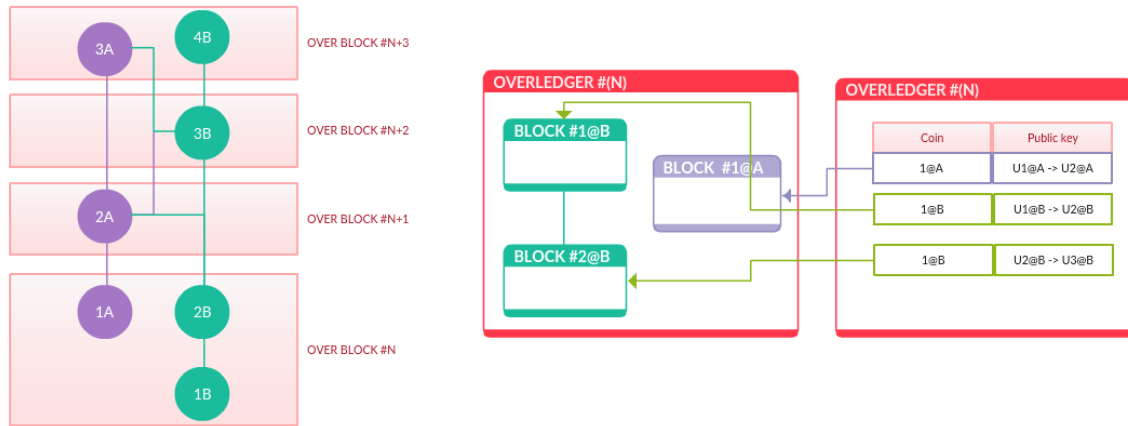 3A
4B
OVER BLOCK #N+3
3B
OVER BLOCK #N+2
2A
OVER BLOCK #N+1
1A
2B
OVER BLOCK #N
1B
OVERLEDGER #(N)
BLOCK #1@B
BLOCK #1@A
BLOCK #2@B
OVERLEDGER #(N)
Coin Public key
1@A U1@A -> U2@A
1@B U1@B -> U2@B
1@B U2@B -> U3@B